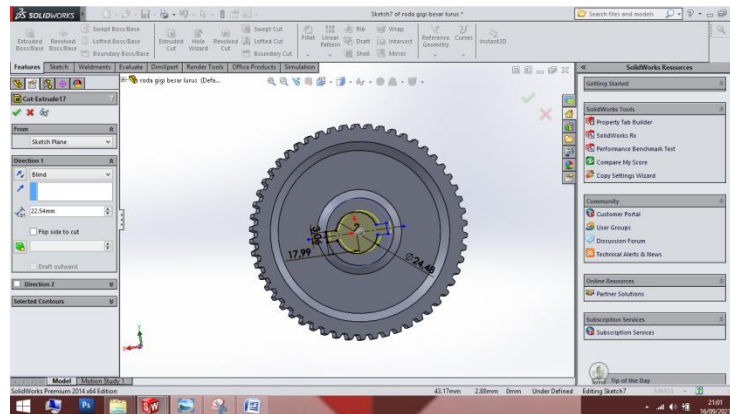 SOLIDWORKS
Sketch7 of roda gigi besar lurus *
Search files and models
Extruded Boss/Base
Revolved Boss/Base
Swept Boss/Base
Lofted Boss/Base
Boundary Boss/Base
Extruded Cut
Hole Wizard
Revolved Cut
Swept Cut
Lofted Cut
Boundary Cut
Fillet
Linear Pattern
Rib
Draft
Shell
Wrap
Intersect
Mirror
Reference Geometry
Curves
Instant3D
Features
Sketch
Weldments
Evaluate
DimXpert
Render Tools
Office Products
Simulation
roda gigi besar lurus (Defa...
Cut-Extrude17
From
Sketch Plane
Direction 1
Blind
22.54mm
Flip side to cut
Draft outward
Direction 2
Selected Contours
17,99
Ø24,48
SolidWorks Resources
Getting Started
SolidWorks Tools
Property Tab Builder
SolidWorks Rx
Performance Benchmark Test
Compare My Score
Copy Settings Wizard
Community
Customer Portal
User Groups
Discussion Forum
Technical Alerts & News
Online Resources
Partner Solutions
Subscription Services
Subscription Services
Tip of the Day
Model
Motion Study 1
SolidWorks Premium 2014 x64 Edition
43.17mm
2.88mm
0mm
Under Defined
Editing Sketch7
21:01
16/09/2021